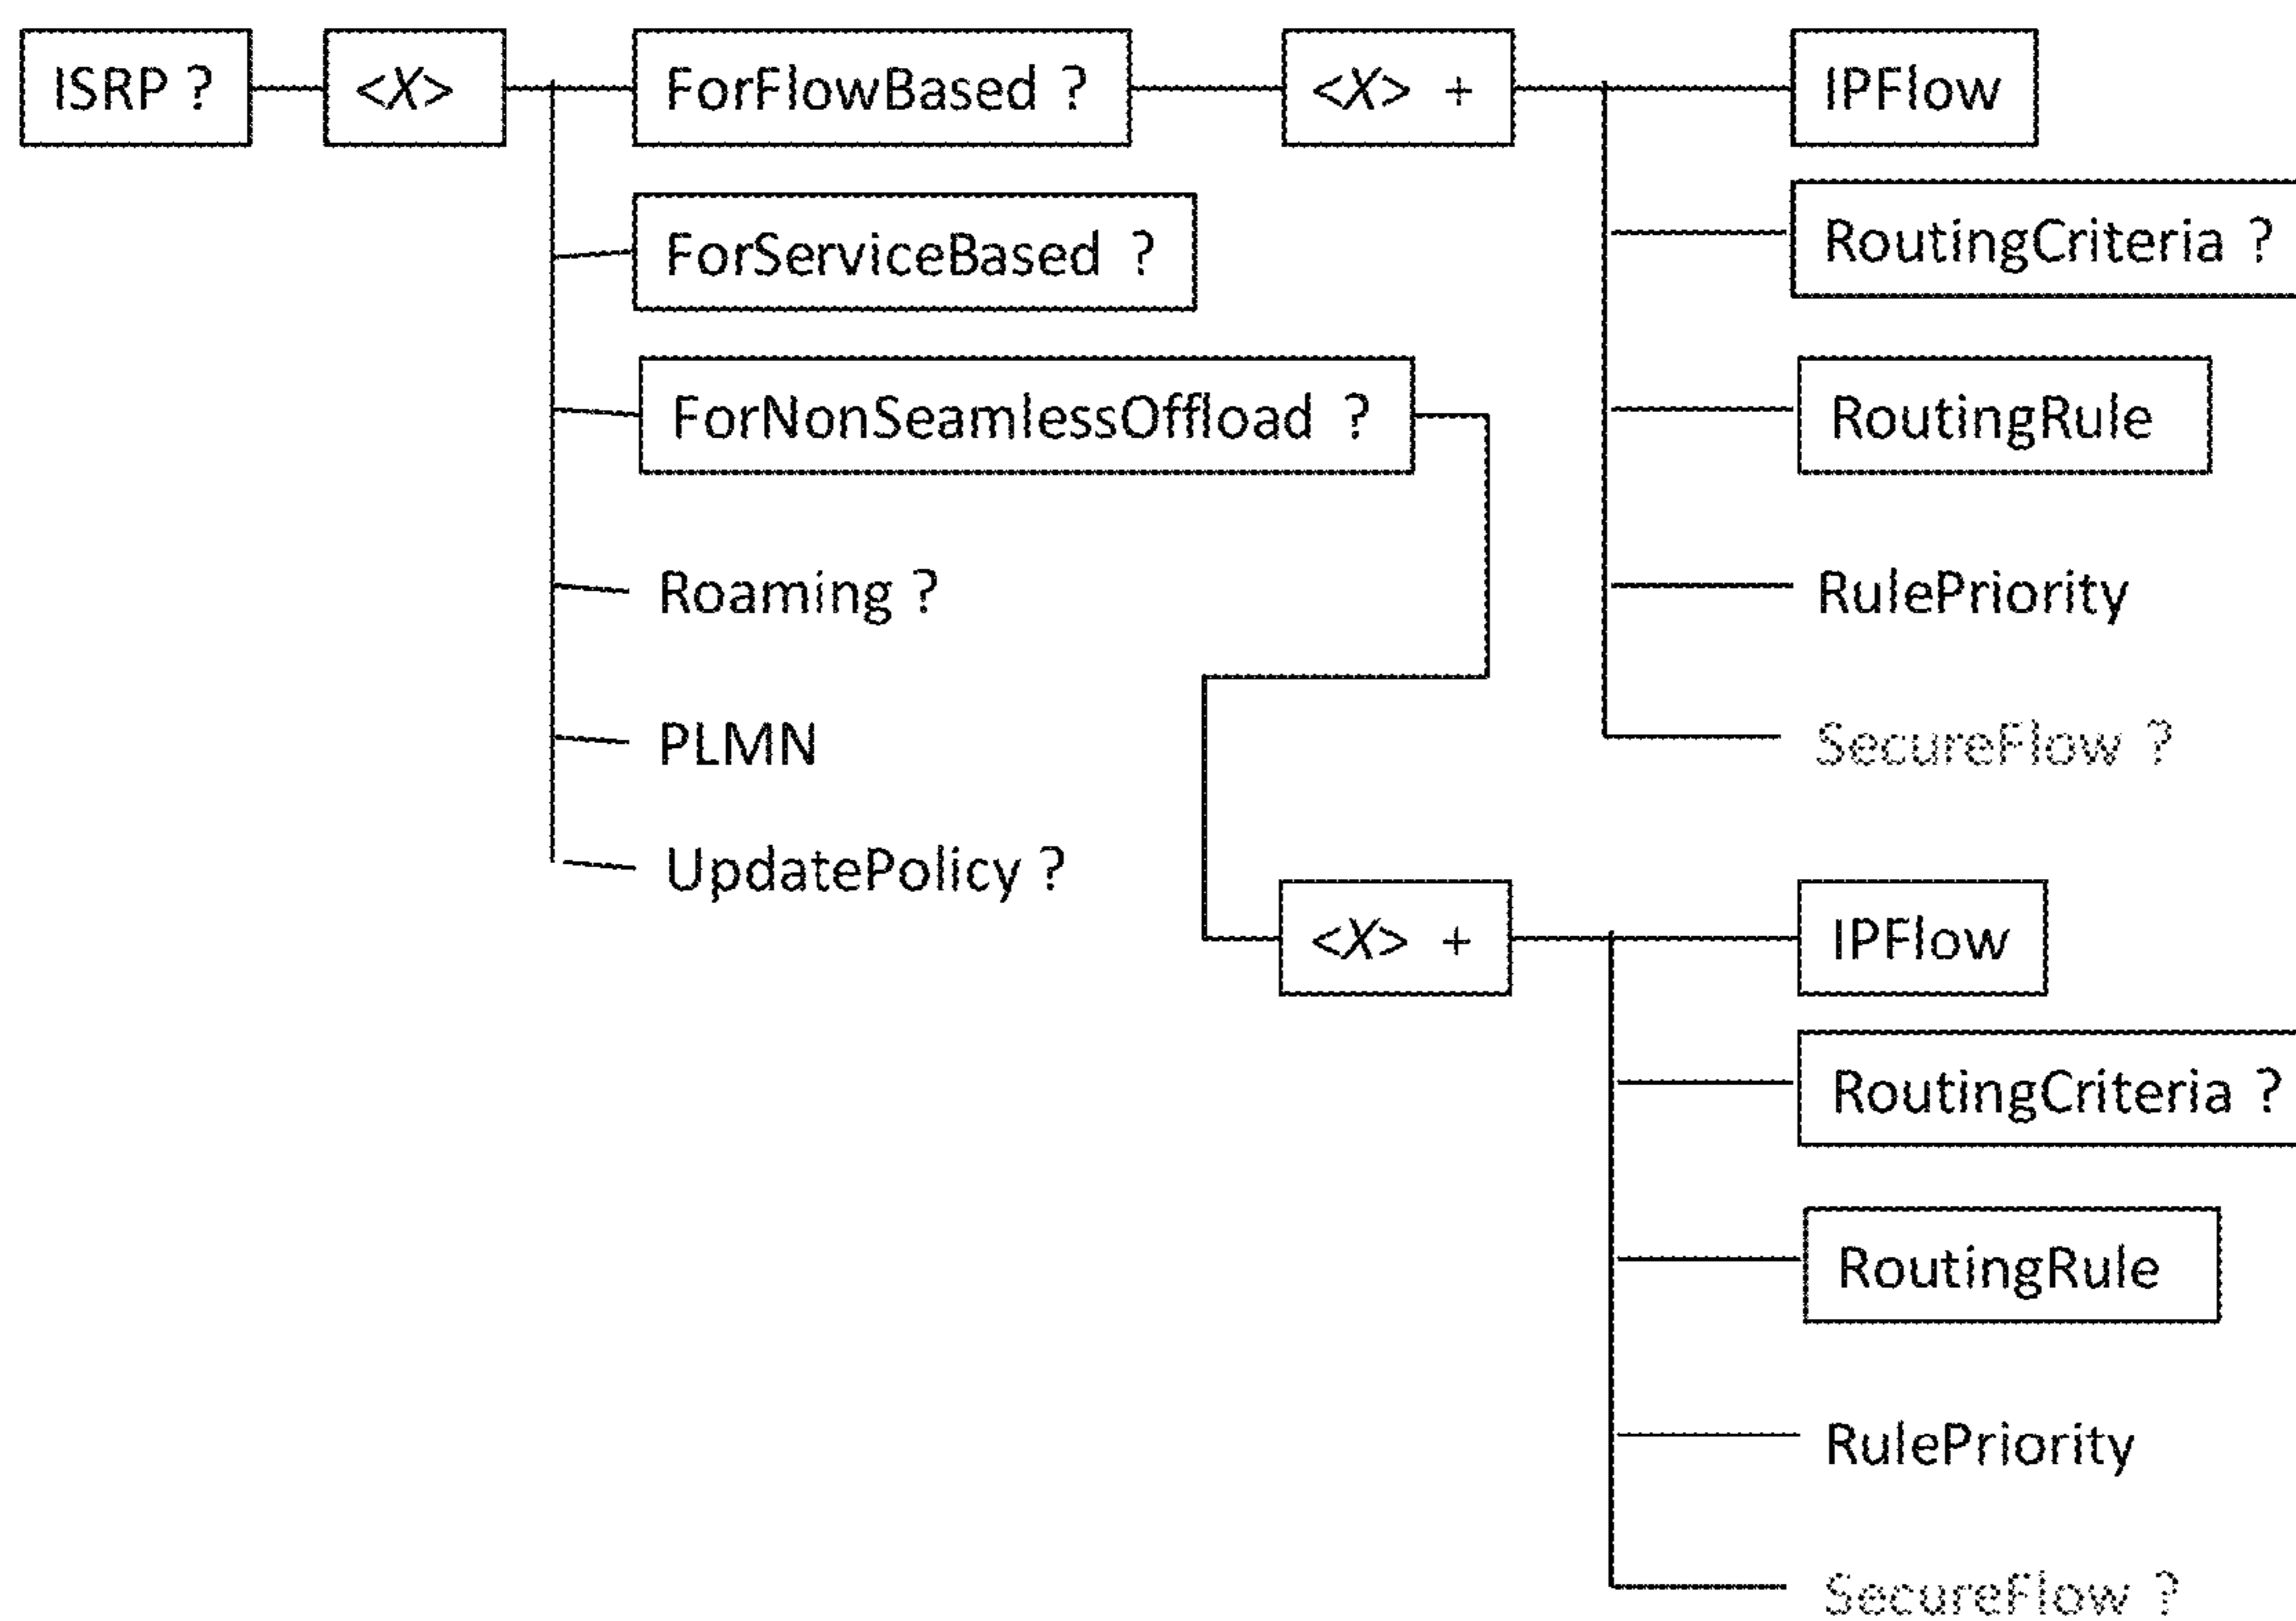 ISRP ?
<X>
ForFlowBased ?
<X> +
IPFlow
RoutingCriteria ?
RoutingRule
RulePriority
SecureFlow ?
ForServiceBased ?
ForNonSeamlessOffload ?
Roaming ?
PLMN
UpdatePolicy ?
<X> +
IPFlow
RoutingCriteria ?
RoutingRule
RulePriority
SecureFlow ?